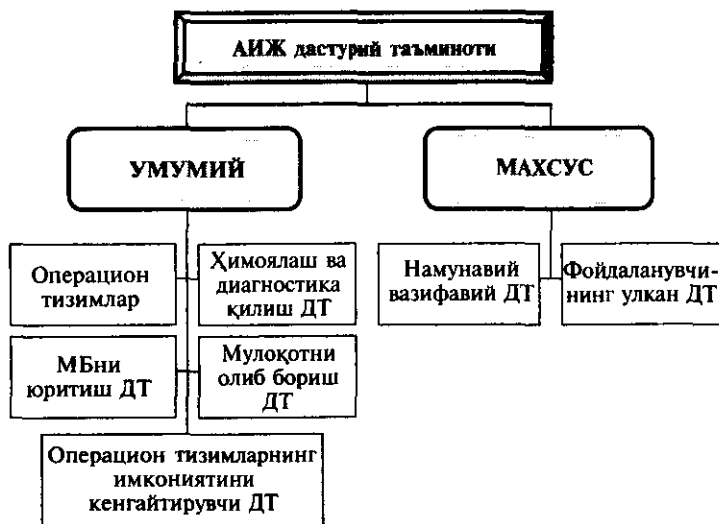 АИЖ дастурий таъминоти
УМУМИЙ
МАХСУС
Операцион
тизимлар
Ҳимоялаш ва
диагностика
қилиш ДТ
Намунавий
вазифавий ДТ
Фойдаланувчи-
нинг улкан ДТ
МБни
юритиш ДТ
Мулоқотни
олиб бориш
ДТ
Операцион тизимларнинг
имкониятини
кенгайтирувчи ДТ